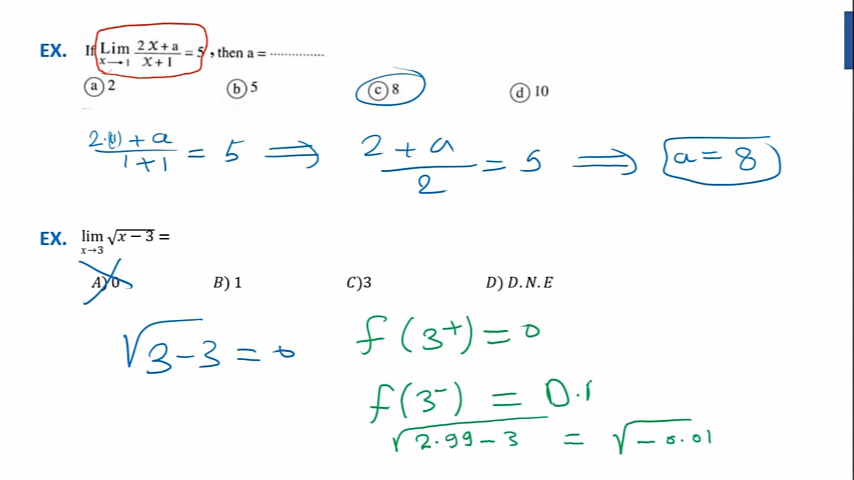 EX. If Lim x→1 2X+a / X+1 = 5, then a = ...............
ⓐ 2 ⓑ 5 ⓒ 8 ⓓ 10
2·(1) + a / 1+1 = 5 ⟹ 2 + a / 2 = 5 ⟹ a = 8
EX. lim x→3 √x − 3 =
A) 0 B) 1 C)3 D) D.N.E
√3-3 = 0 f(3⁺) = 0
f(3⁻) = D.
√2.99-3 = √-0.01